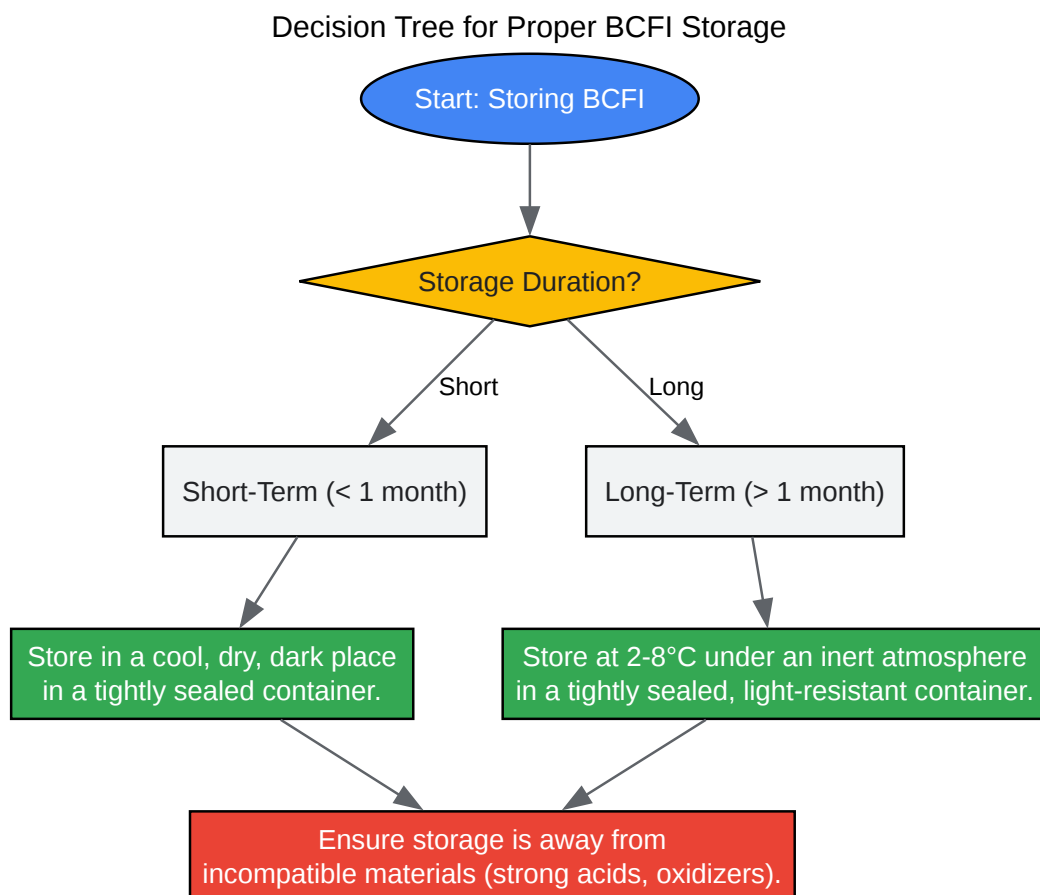 Decision Tree for Proper BCFI Storage
Start: Storing BCFI
Storage Duration?
Short
Long
Short-Term (< 1 month)
Long-Term (> 1 month)
Store in a cool, dry, dark place
in a tightly sealed container.
Store at 2-8°C under an inert atmosphere
in a tightly sealed, light-resistant container.
Ensure storage is away from
incompatible materials (strong acids, oxidizers).